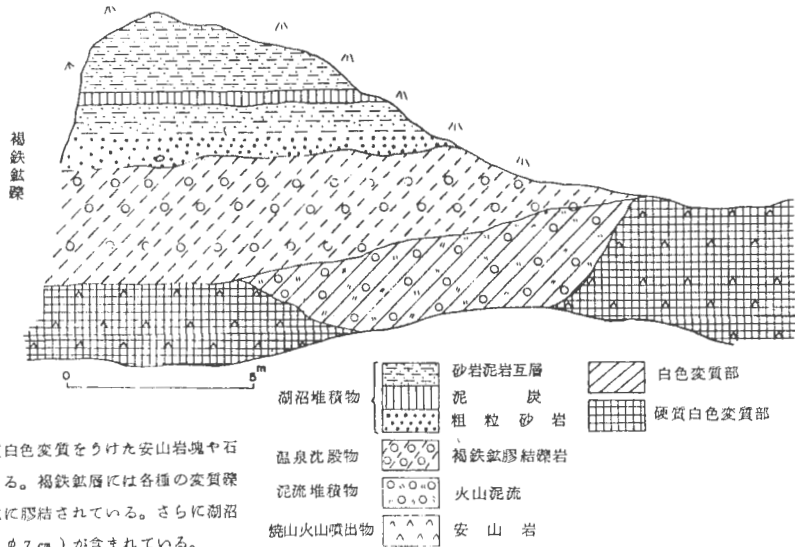 褐鉄鉱礫
0 5m
湖沼堆積物
砂岩泥岩互層
泥炭
粗粒砂岩
温泉沈殿物
褐鉄鉱膠結礫岩
泥流堆積物
火山泥流
焼山火山噴出物
安山岩
白色変質部
硬質白色変質部
白色変質をうけた安山岩塊や石
る。褐鉄鉱層には各種の変質礫
に膠結されている。さらに湖沼
7cm)が含まれている。